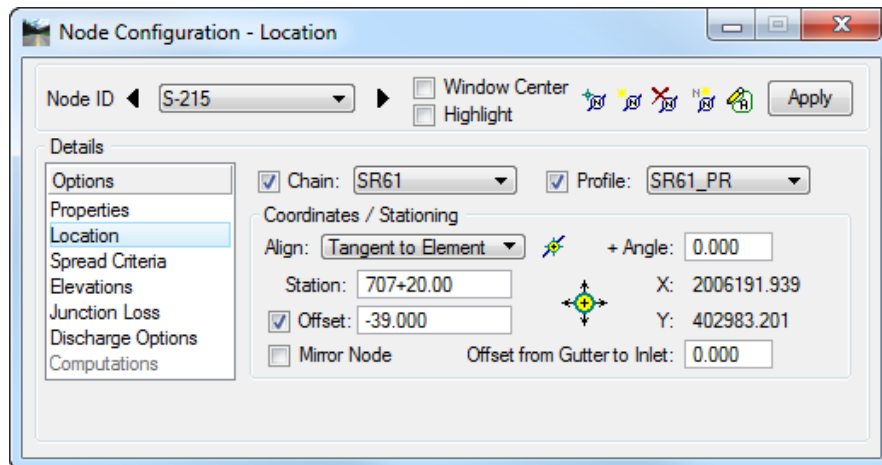 Node Configuration - Location
X
Node ID S-215 Window Center Apply
Highlight
Details
Options Chain: SR61 Profile: SR61_PR
Properties Coordinates / Stationing
Location Align: Tangent to Element + Angle: 0.000
Spread Criteria
Elevations Station: 707+20.00 X: 2006191.939
Junction Loss Offset: -39.000 Y: 402983.201
Discharge Options
Computations Mirror Node Offset from Gutter to Inlet: 0.000